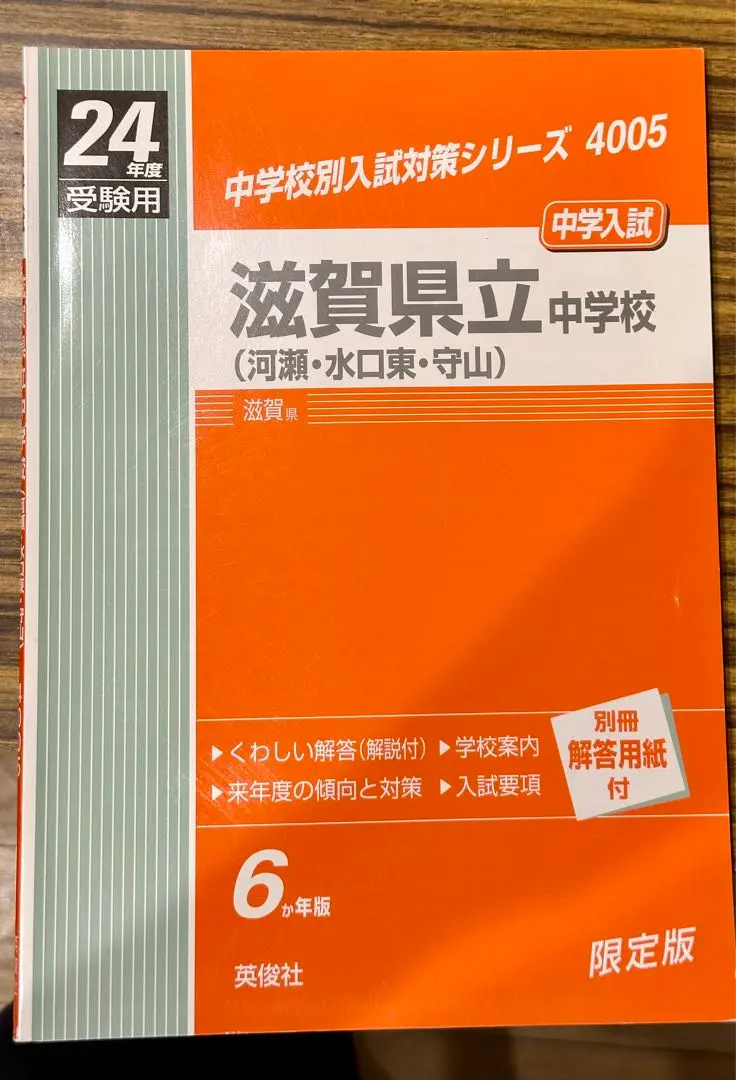 24年度
受験用
中学校別入試対策シリーズ 4005
中学入試
滋賀県立中学校
(河瀬・水口東・守山)
滋賀県
▶くわしい解答(解説付) ▶学校案内
▶来年度の傾向と対策 ▶入試要項
別冊
解答用紙
付
6か年版
英俊社
限定版